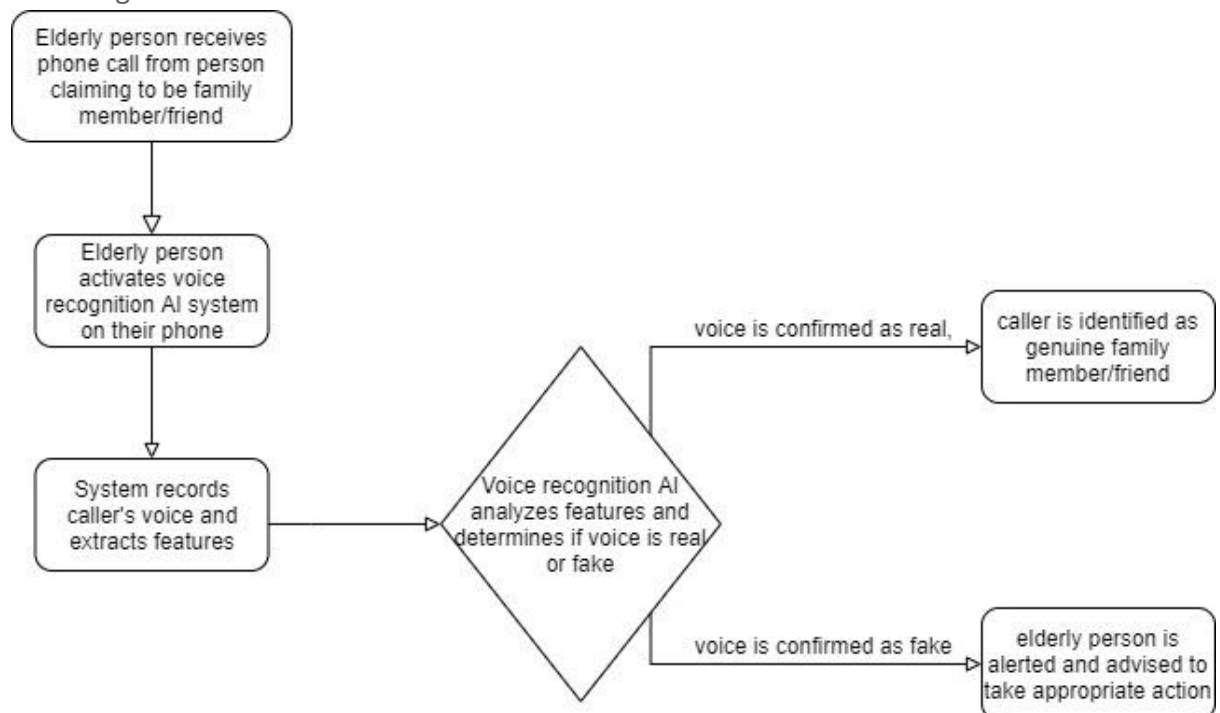 Elderly person receives
phone call from person
claiming to be family
member/friend
Elderly person
activates voice
recognition AI system
on their phone
System records
caller's voice and
extracts features
Voice recognition AI
analyzes features and
determines if voice is real
or fake
voice is confirmed as real,
caller is identified as
genuine family
member/friend
voice is confirmed as fake
elderly person is
alerted and advised to
take appropriate action